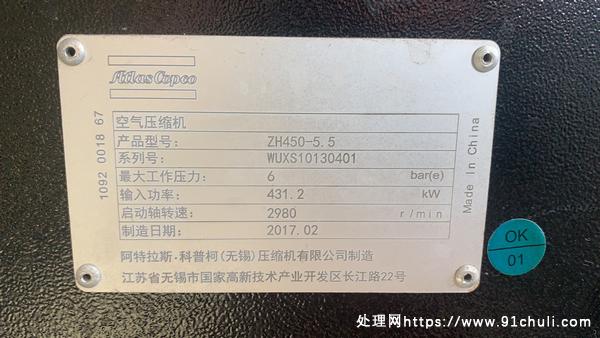 Atlas Copco
空气压缩机
产品型号: ZH450-5.5
系列号: WUXS10130401
最大工作压力: 6 bar(e)
输入功率: 431.2 kW
启动轴转速: 2980 r/min
制造日期: 2017.02
阿特拉斯·科普柯(无锡)压缩机有限公司制造
江苏省无锡市国家高新技术产业开发区长江路22号
1092 0018 67
Made In China
OK
01
处理网https://www.91chuli.com/